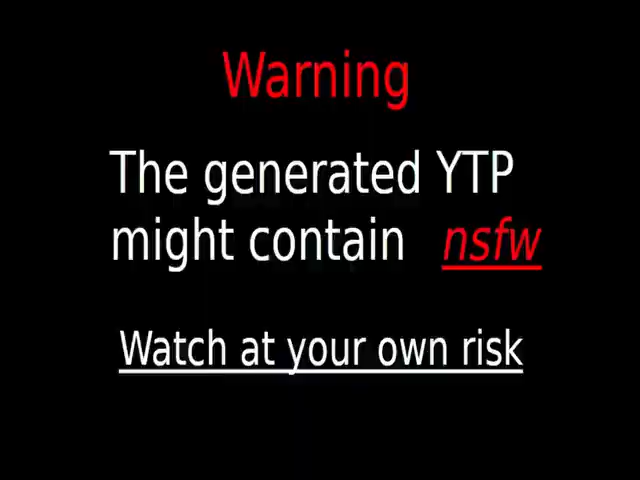 Warning
The generated YTP
might contain nsfw
Watch at your own risk